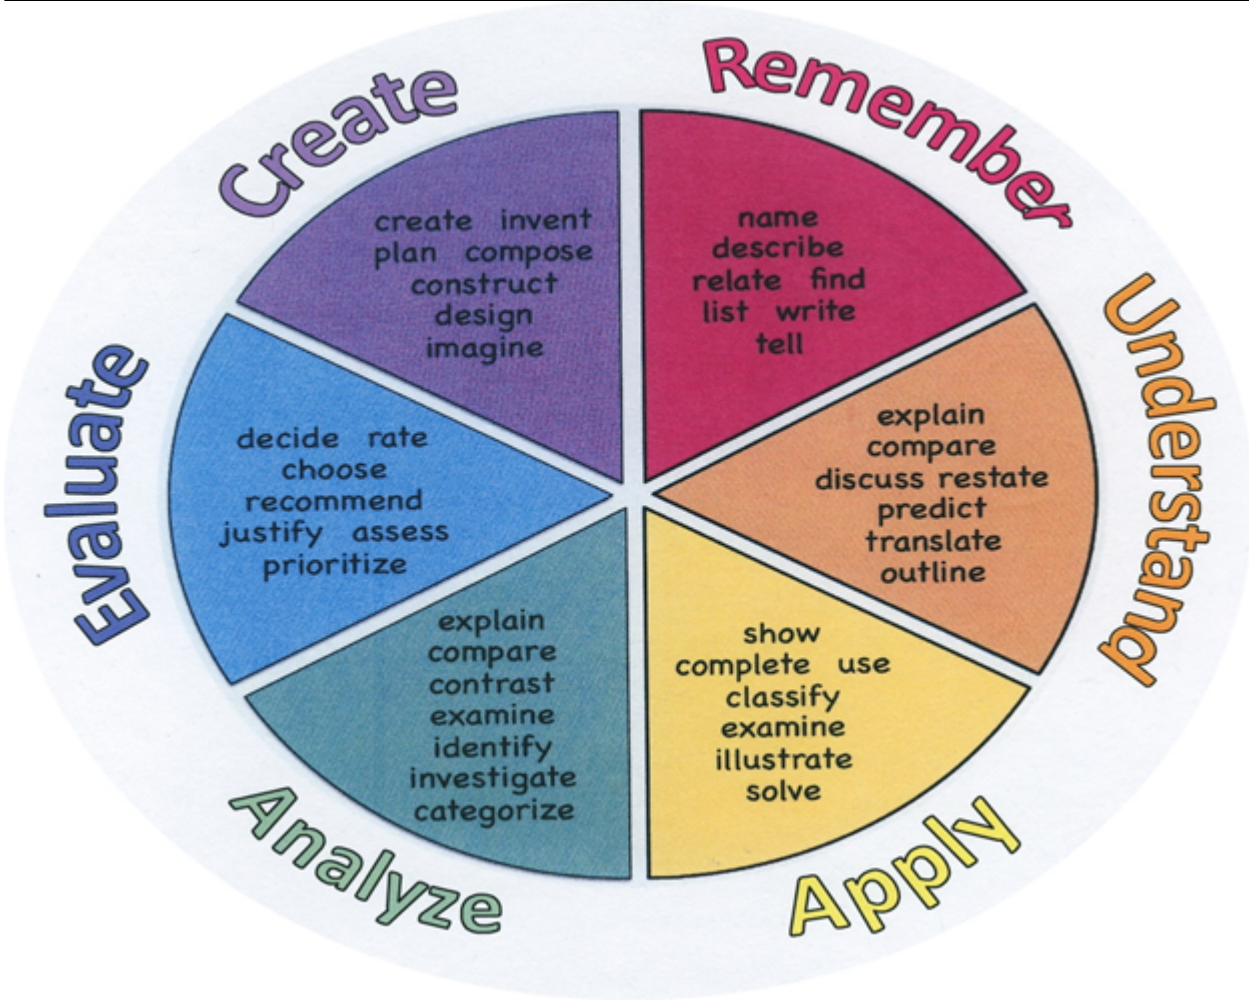 Remember
name
describe
relate find
list write
tell
Understand
explain
compare
discuss restate
predict
translate
outline
Apply
show
complete use
classify
examine
illustrate
solve
Analyze
explain
compare
contrast
examine
identify
investigate
categorize
Evaluate
decide rate
choose
recommend
justify assess
prioritize
Create
create invent
plan compose
construct
design
imagine